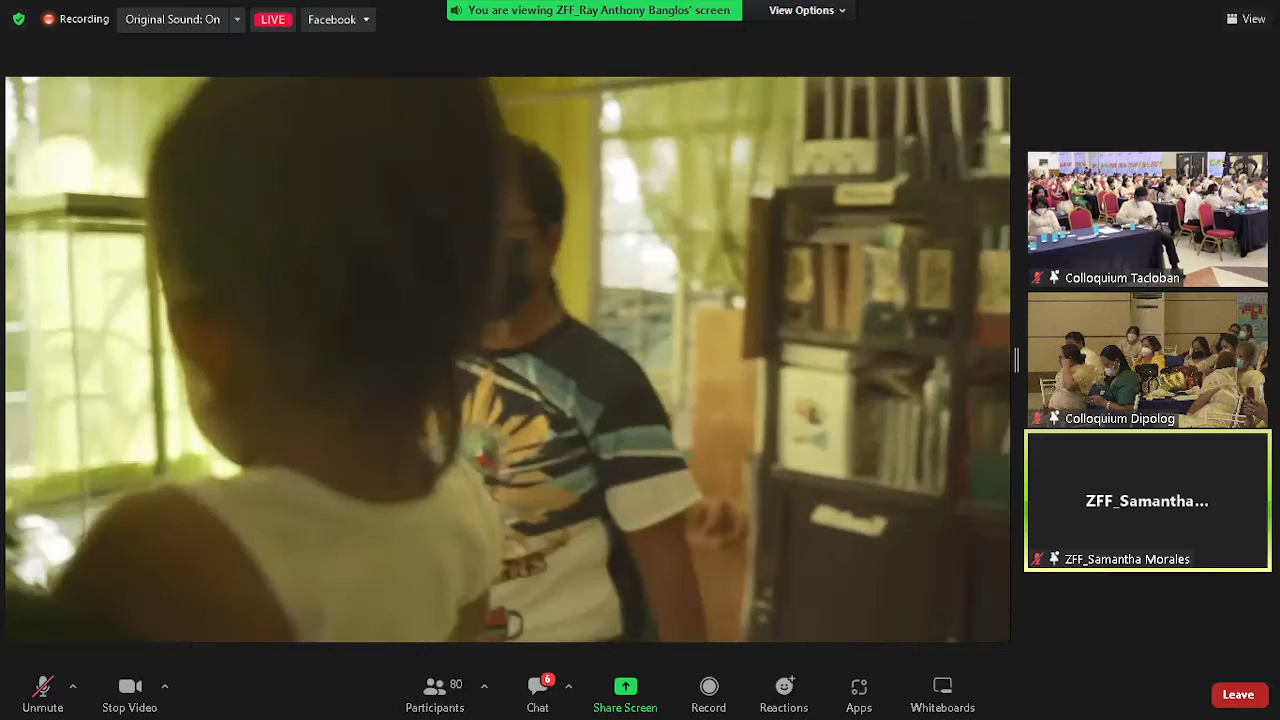 Recording
Original Sound: On
LIVE
Facebook
You are viewing ZFF_Ray Anthony Banglos' screen
View Options
View
Colloquium Tacloban
Colloquium Dipolog
ZFF_Samantha...
ZFF_Samantha Morales
Unmute
Stop Video
80
Participants
6
Chat
Share Screen
Record
Reactions
Apps
Whiteboards
Leave